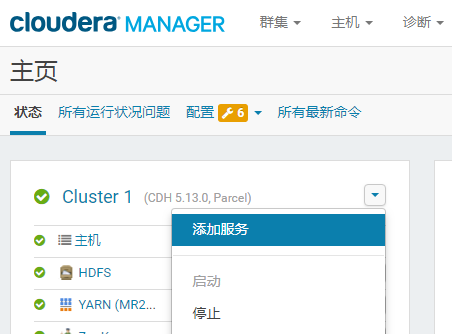 cloudera MANAGER 群集 主机 诊断
主页
状态 所有运行状况问题 配置 6 所有最新命令
Cluster 1 (CDH 5.13.0, Parcel)
添加服务
主机
HDFS
启动
YARN (MR2...
停止